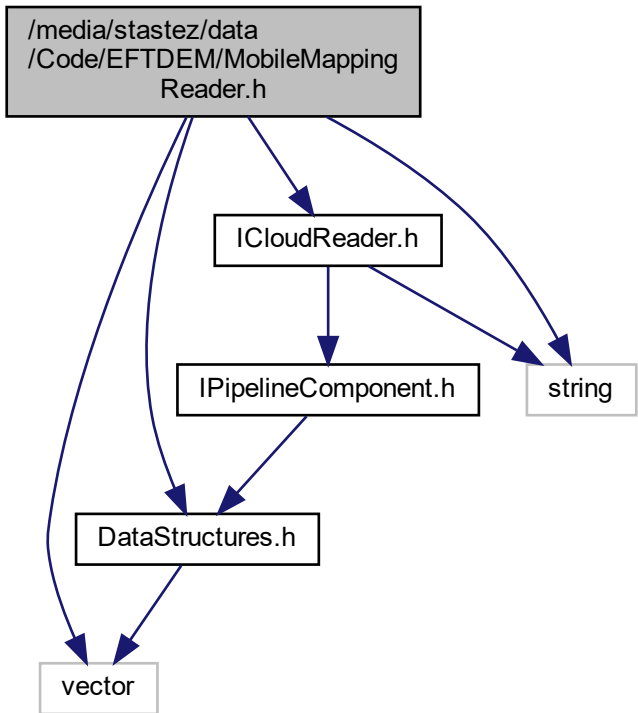 /media/stastez/data
/Code/EFTDEM/MobileMapping
Reader.h
ICloudReader.h
IPipelineComponent.h
string
DataStructures.h
vector